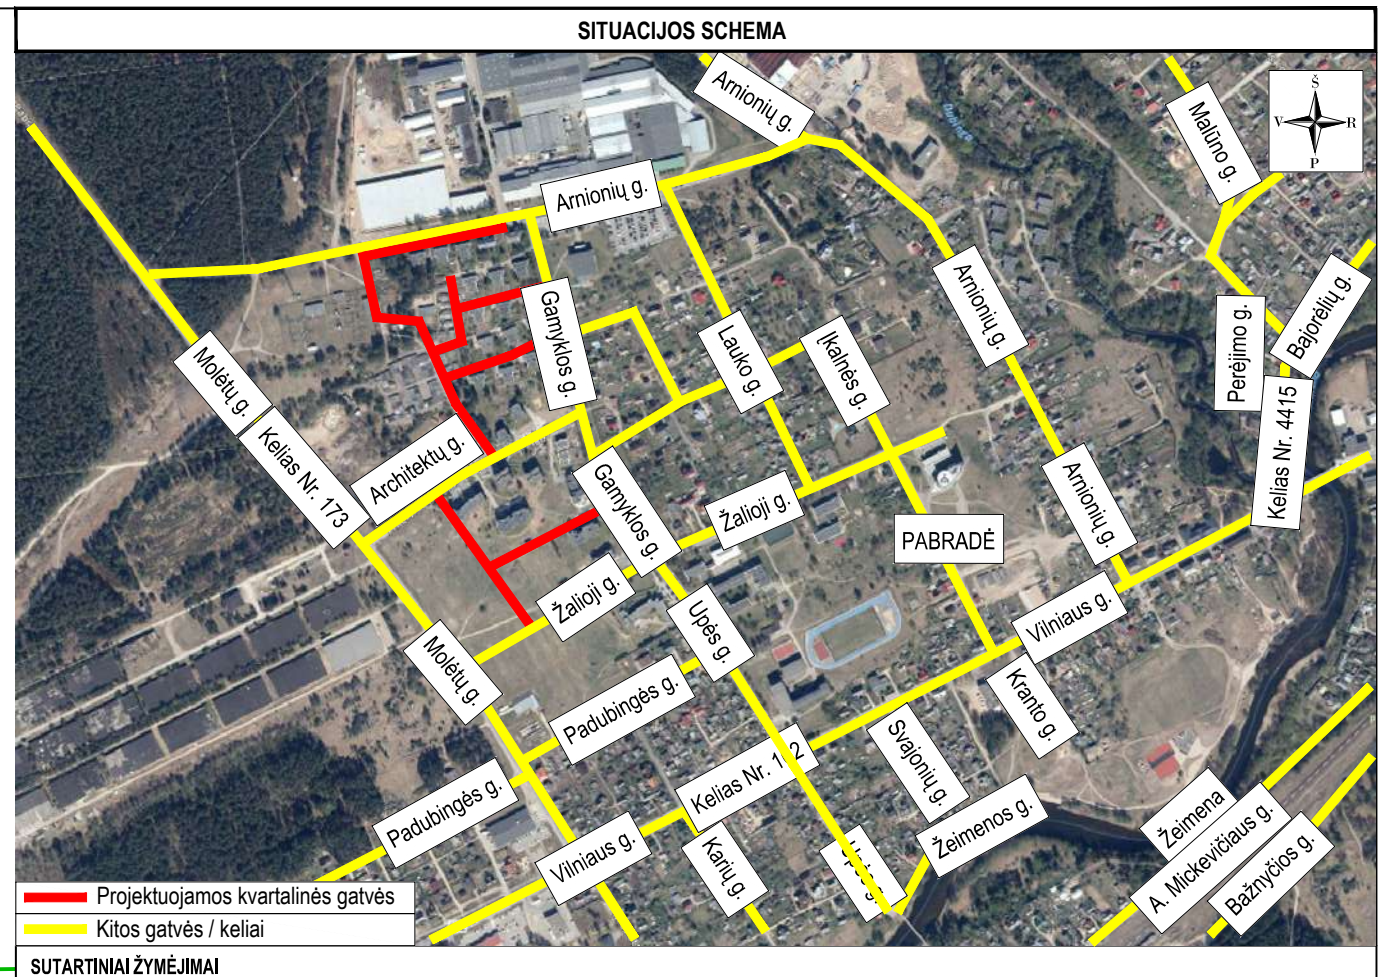 SITUACIJOS SCHEMA
Arnionių g.
Malūno g.
Š
V
R
P
Arnionių g.
Arnionių g.
Gamyklos g.
Lauko g.
Įkalnės g.
Perėjimo g.
Bajorėlių g.
Molėtų g.
Kelias Nr. 173
Architektų g.
Kelias Nr. 4415
Gamyklos g.
Žalioji g.
Arnionių g.
PABRADĖ
Žalioji g.
Upės g.
Vilniaus g.
Molėtų g.
Padubingės g.
Kranto g.
Svajonių g.
Kelias Nr.
Padubingės g.
Vilniaus g.
Karių g.
Upės g.
Žeimenos g.
Žeimena
A. Mickevičiaus g.
Bažnyčios g.
Projektuojamos kvartalinės gatvės
Kitos gatvės / keliai
SUTARTINIAI ŽYMĖJIMAI